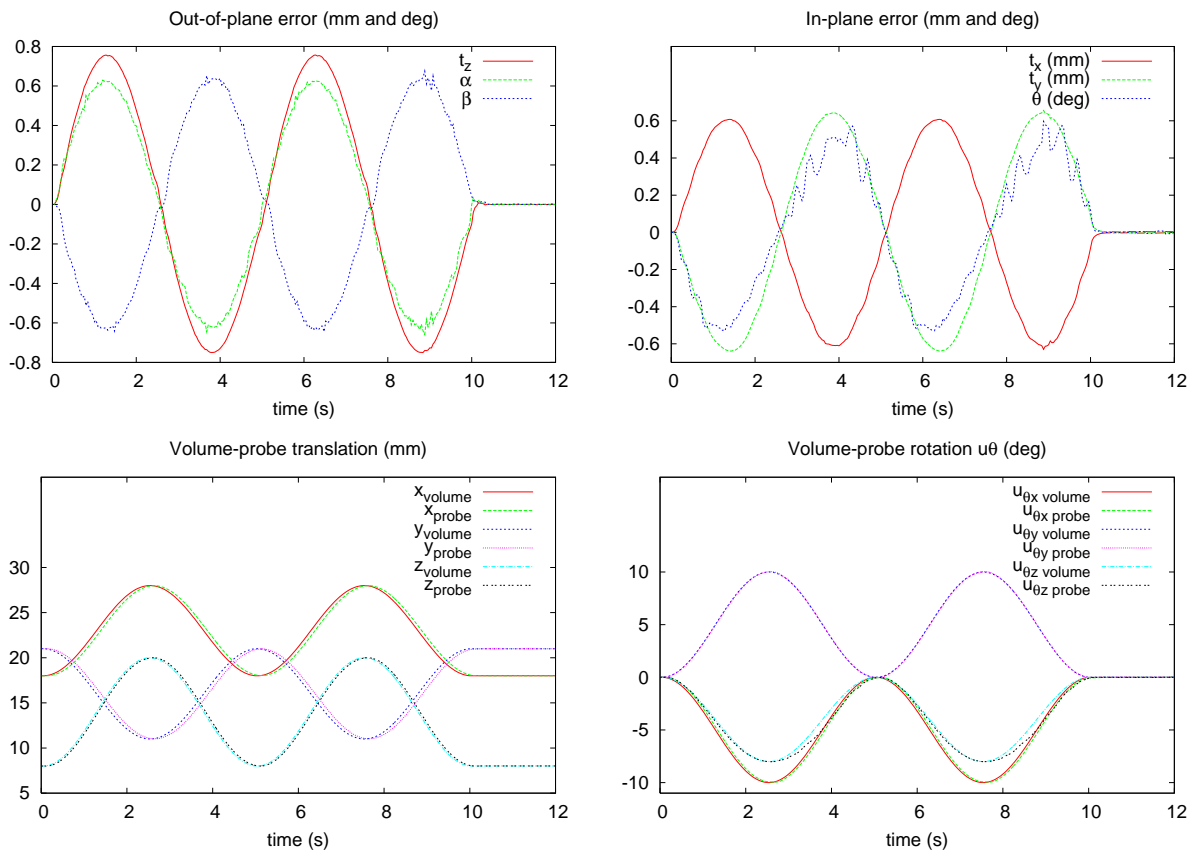 Out-of-plane error (mm and deg)
t_z
α
β
0.8
0.6
0.4
0.2
0
-0.2
-0.4
-0.6
-0.8
0 2 4 6 8 10 12
time (s)
In-plane error (mm and deg)
t_x (mm)
t_y (mm)
θ (deg)
0.6
0.4
0.2
0
-0.2
-0.4
-0.6
0 2 4 6 8 10 12
time (s)
Volume-probe translation (mm)
x_volume
x_probe
y_volume
y_probe
z_volume
z_probe
30
25
20
15
10
5
0 2 4 6 8 10 12
time (s)
Volume-probe rotation uθ (deg)
u_θx volume
u_θx probe
u_θy volume
u_θy probe
u_θz volume
u_θz probe
10
5
0
-5
-10
0 2 4 6 8 10 12
time (s)